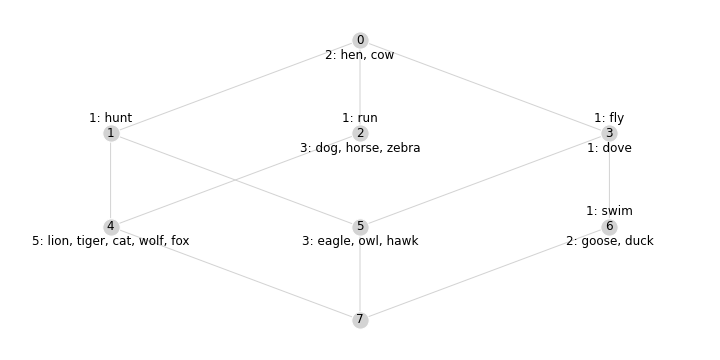 0
2: hen, cow
1: hunt
1: run
1: fly
1
2
3
3: dog, horse, zebra
1: dove
1: swim
4
5
6
5: lion, tiger, cat, wolf, fox
3: eagle, owl, hawk
2: goose, duck
7